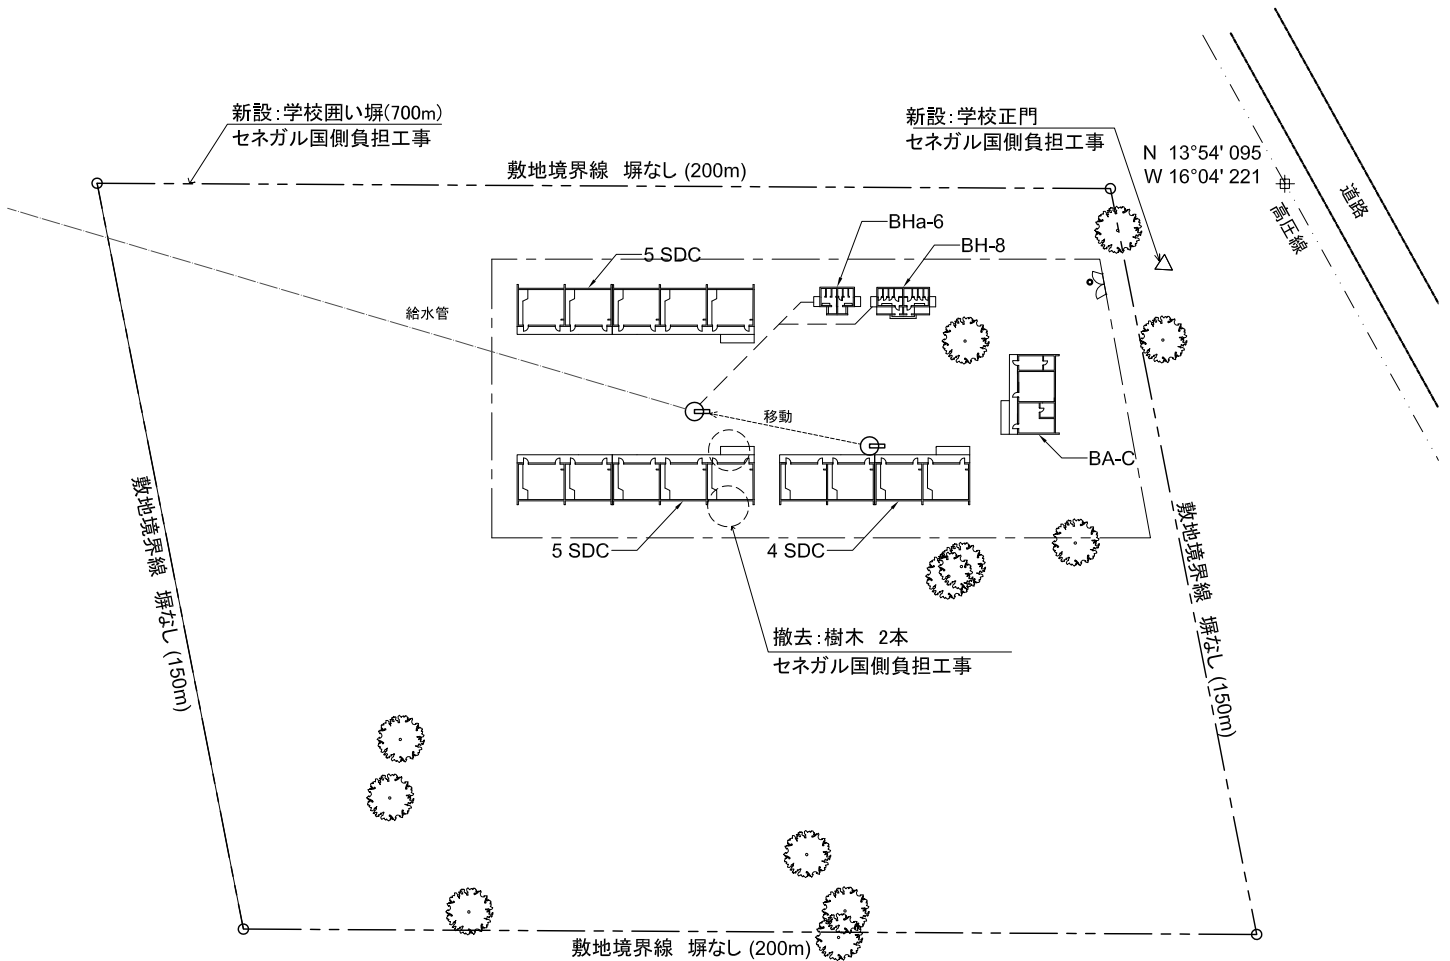 新設:学校囲い塀(700m)
セネガル国側負担工事
新設:学校正門
セネガル国側負担工事
N 13°54' 095
W 16°04' 221
敷地境界線 塀なし (200m)
道路
高圧線
BHa-6
BH-8
5 SDC
給水管
移動
BA-C
5 SDC
4 SDC
敷地境界線 塀なし (150m)
敷地境界線 塀なし (150m)
撤去:樹木 2本
セネガル国側負担工事
敷地境界線 塀なし (200m)